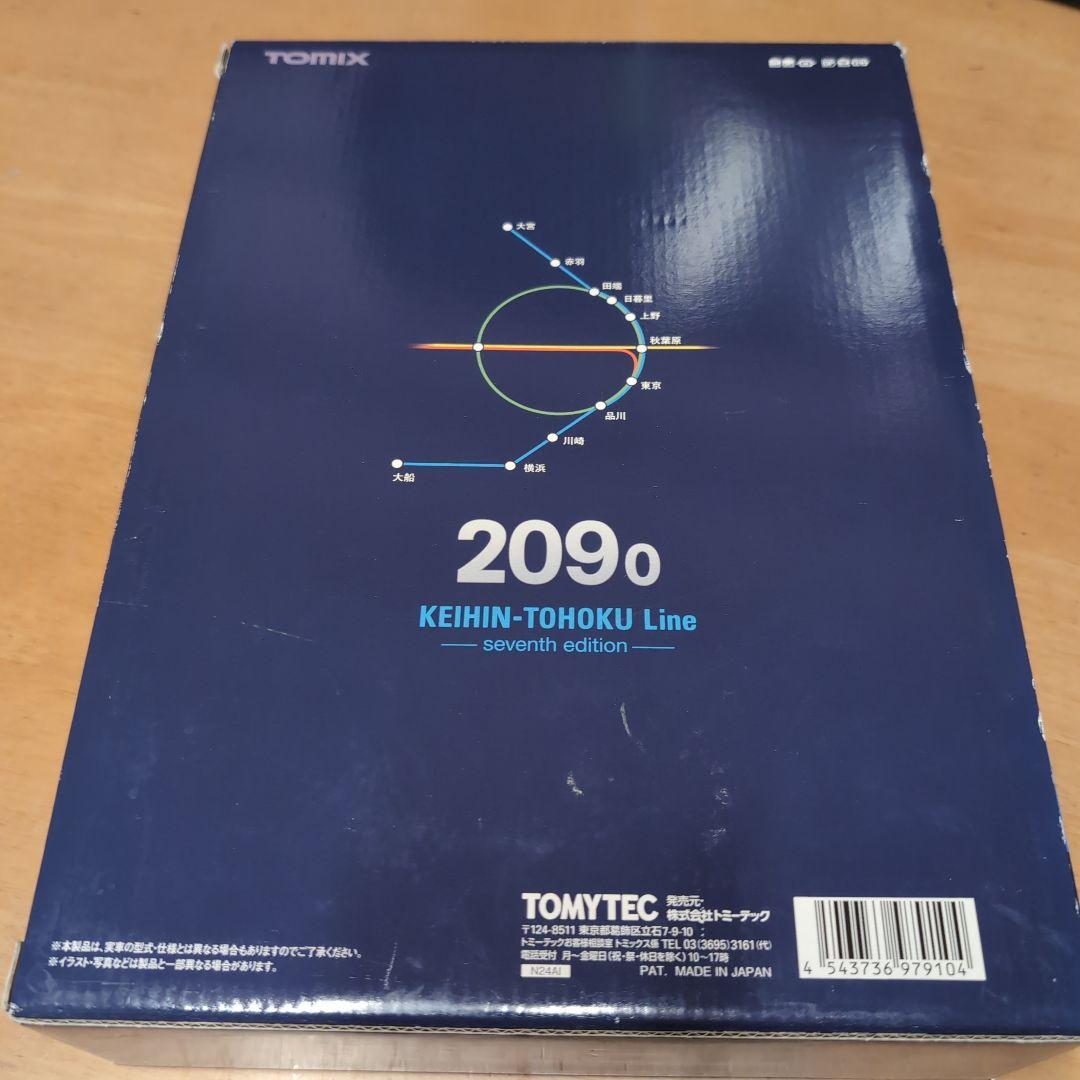 TOMIX
大宮
赤羽
田端
日暮里
上野
秋葉原
東京
品川
川崎
横浜
大船
209 0
KEIHIN-TOHOKU Line
seventh edition
TOMYTEC 発売元
株式会社トミーテック
〒124-8511 東京都葛飾区立石7-9-10
トミーテックお客様相談室 トミックス係 TEL 03(3695)3161(代)
電話受付 月〜金曜日(祝・祭・休日を除く)10〜17時
N24AI
PAT. MADE IN JAPAN
4 543736 979104
※本製品は、実車の型式・仕様とは異なる場合もありますのでご了承ください。
※イラスト・写真などは製品と一部異なる場合があります。